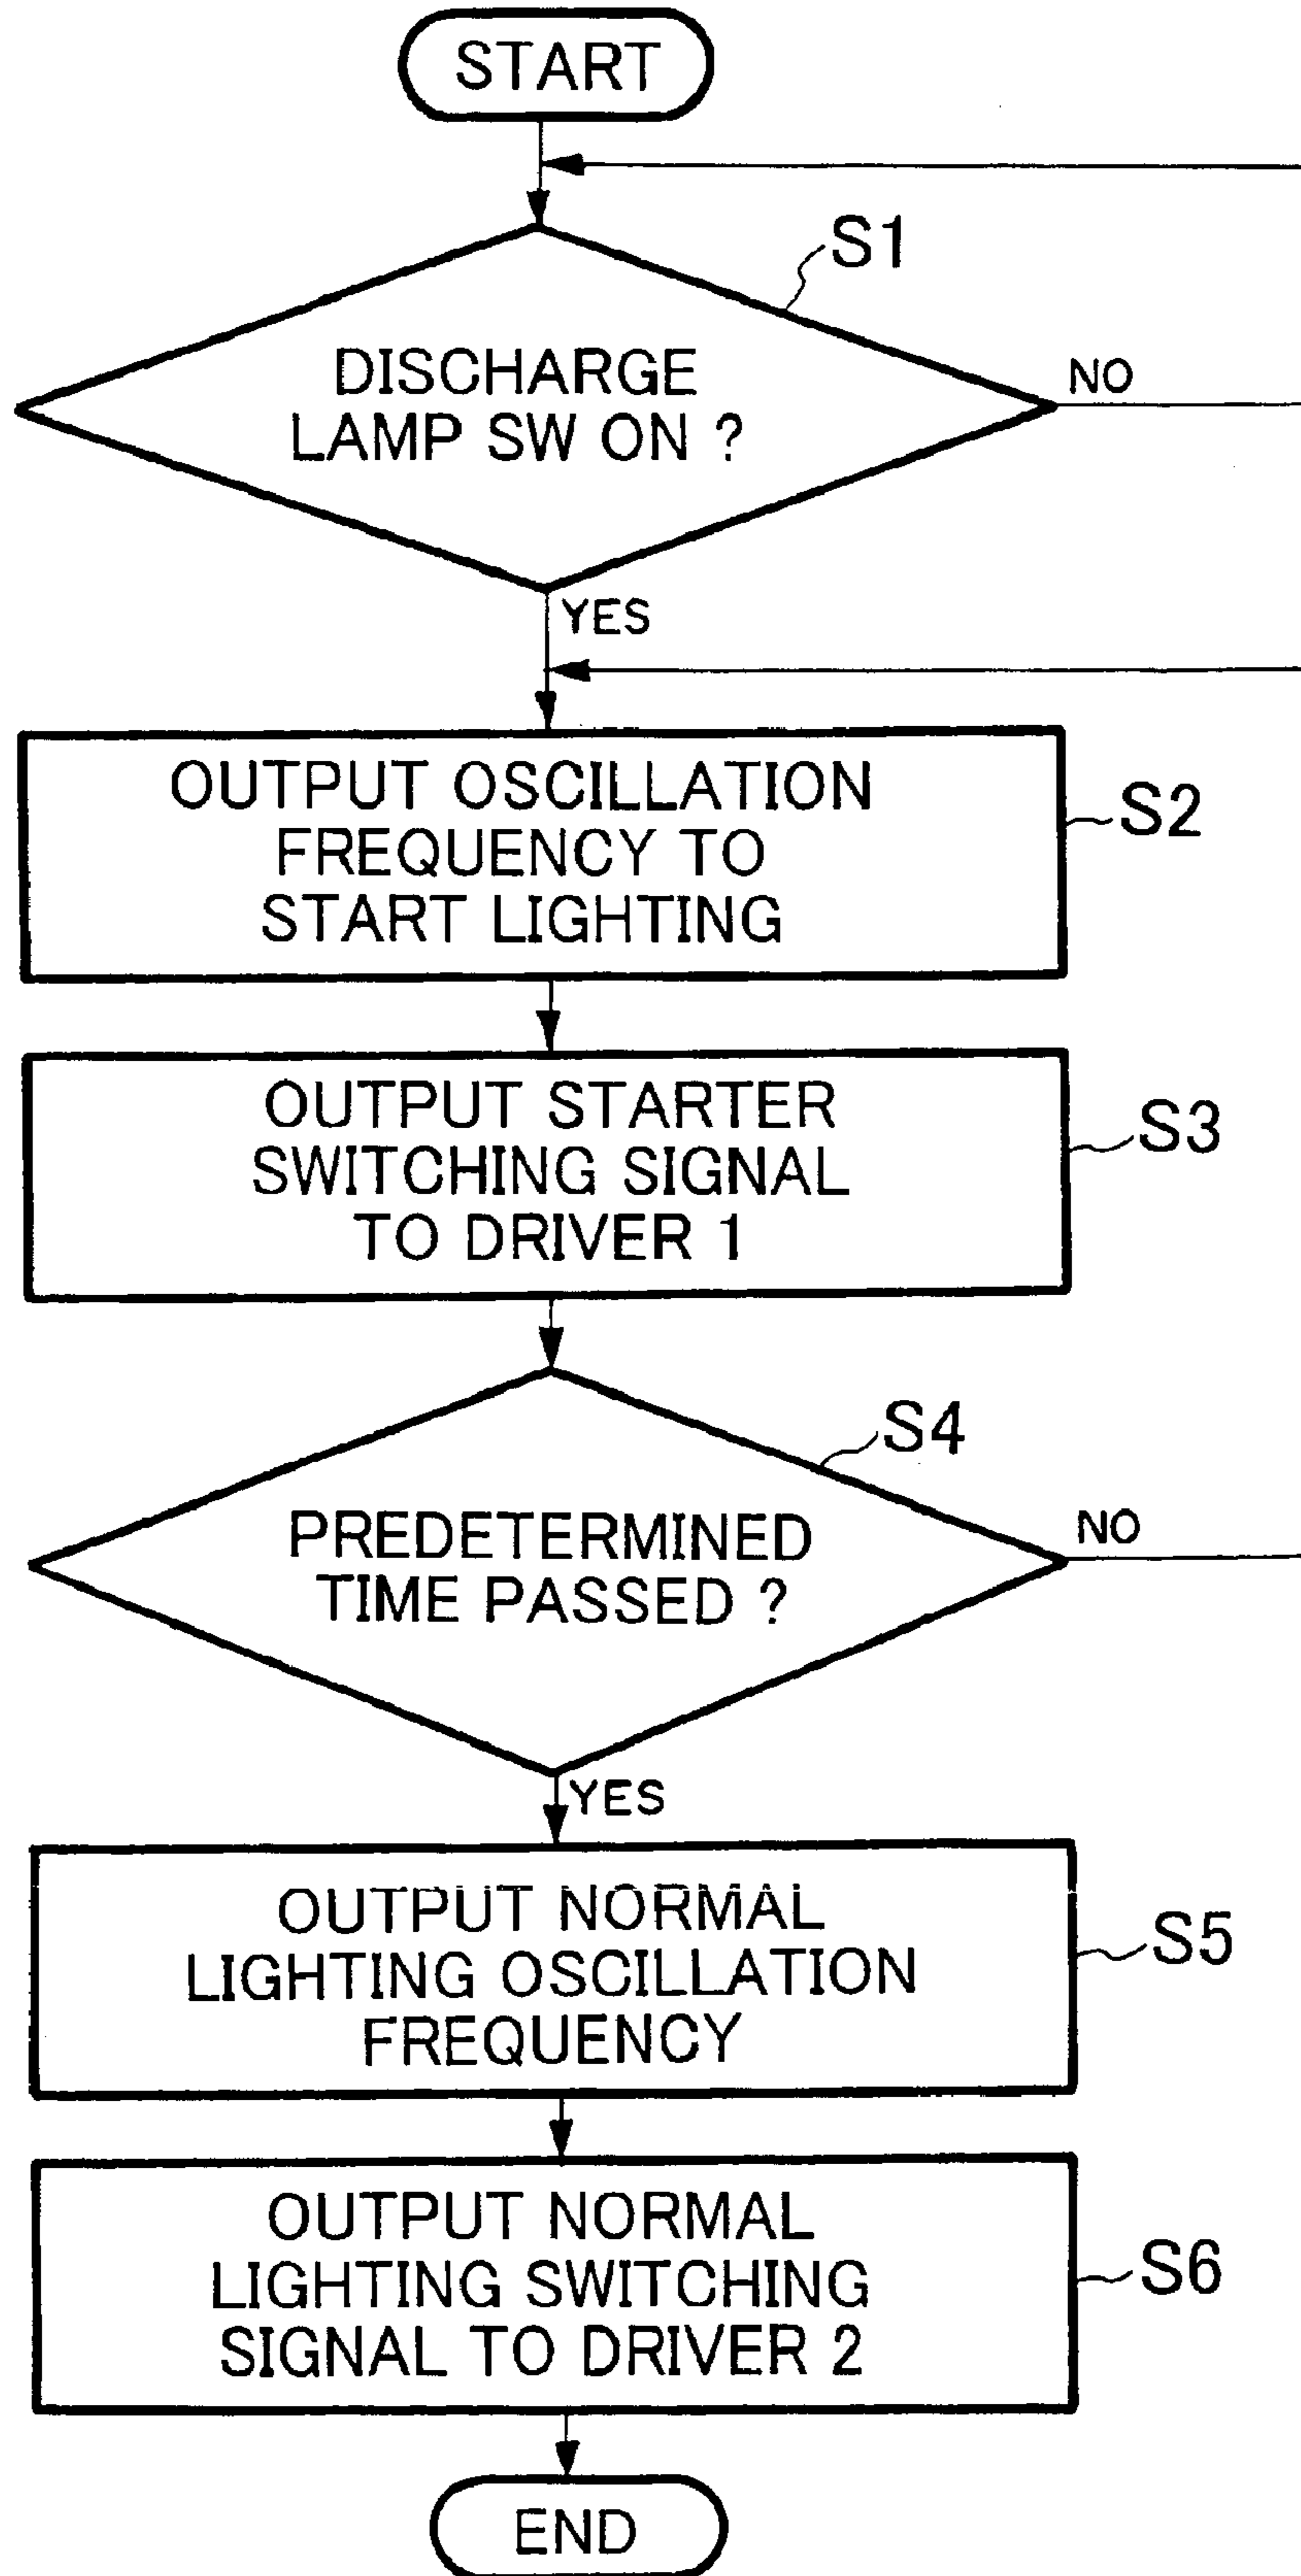 START
S1
DISCHARGE
LAMP SW ON ?
NO
YES
OUTPUT OSCILLATION
FREQUENCY TO
START LIGHTING
S2
OUTPUT STARTER
SWITCHING SIGNAL
TO DRIVER 1
S3
S4
PREDETERMINED
TIME PASSED ?
NO
YES
OUTPUT NORMAL
LIGHTING OSCILLATION
FREQUENCY
S5
OUTPUT NORMAL
LIGHTING SWITCHING
SIGNAL TO DRIVER 2
S6
END